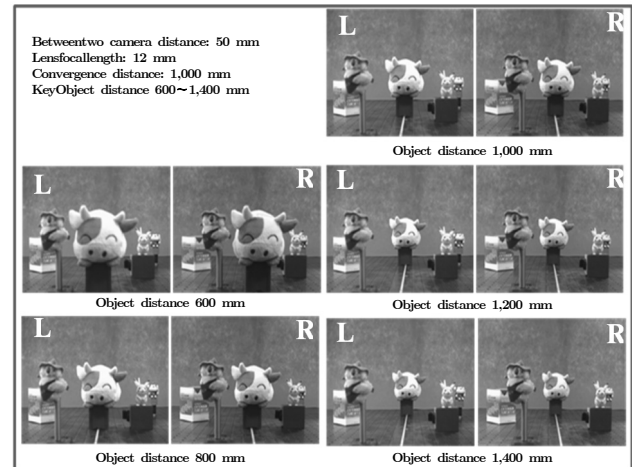 Betweentwo camera distance: 50 mm
Lensfocallength: 12 mm
Convergence distance: 1,000 mm
KeyObject distance 600~1,400 mm
L R
Object distance 1,000 mm
L R
Object distance 600 mm
L R
Object distance 1,200 mm
L R
Object distance 800 mm
L R
Object distance 1,400 mm